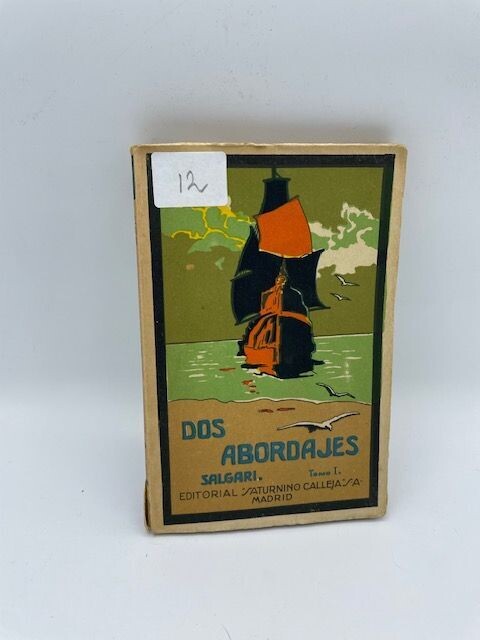 12
DOS
ABORDAJES
SALGARI. Tomo I.
EDITORIAL SATURNINO CALLEJA S.A.
MADRID